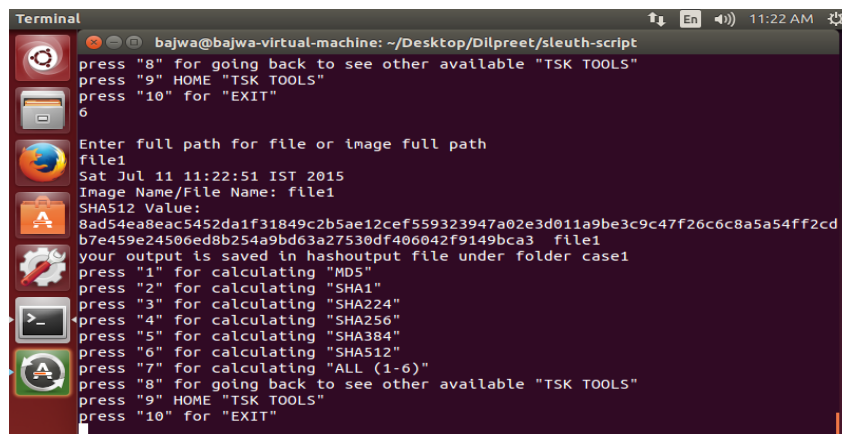 Terminal
En 11:22 AM
bajwa@bajwa-virtual-machine: ~/Desktop/Dilpreet/sleuth-script
press "8" for going back to see other available "TSK TOOLS"
press "9" HOME "TSK TOOLS"
press "10" for "EXIT"
6
Enter full path for file or image full path
file1
Sat Jul 11 11:22:51 IST 2015
Image Name/File Name: file1
SHA512 Value:
8ad54ea8eac5452da1f31849c2b5ae12cef559323947a02e3d011a9be3c9c47f26c6c8a5a54ff2cd
b7e459e24506ed8b254a9bd63a27530df406042f9149bca3  file1
your output is saved in hashoutput file under folder case1
press "1" for calculating "MD5"
press "2" for calculating "SHA1"
press "3" for calculating "SHA224"
press "4" for calculating "SHA256"
press "5" for calculating "SHA384"
press "6" for calculating "SHA512"
press "7" for calculating "ALL (1-6)"
press "8" for going back to see other available "TSK TOOLS"
press "9" HOME "TSK TOOLS"
press "10" for "EXIT"